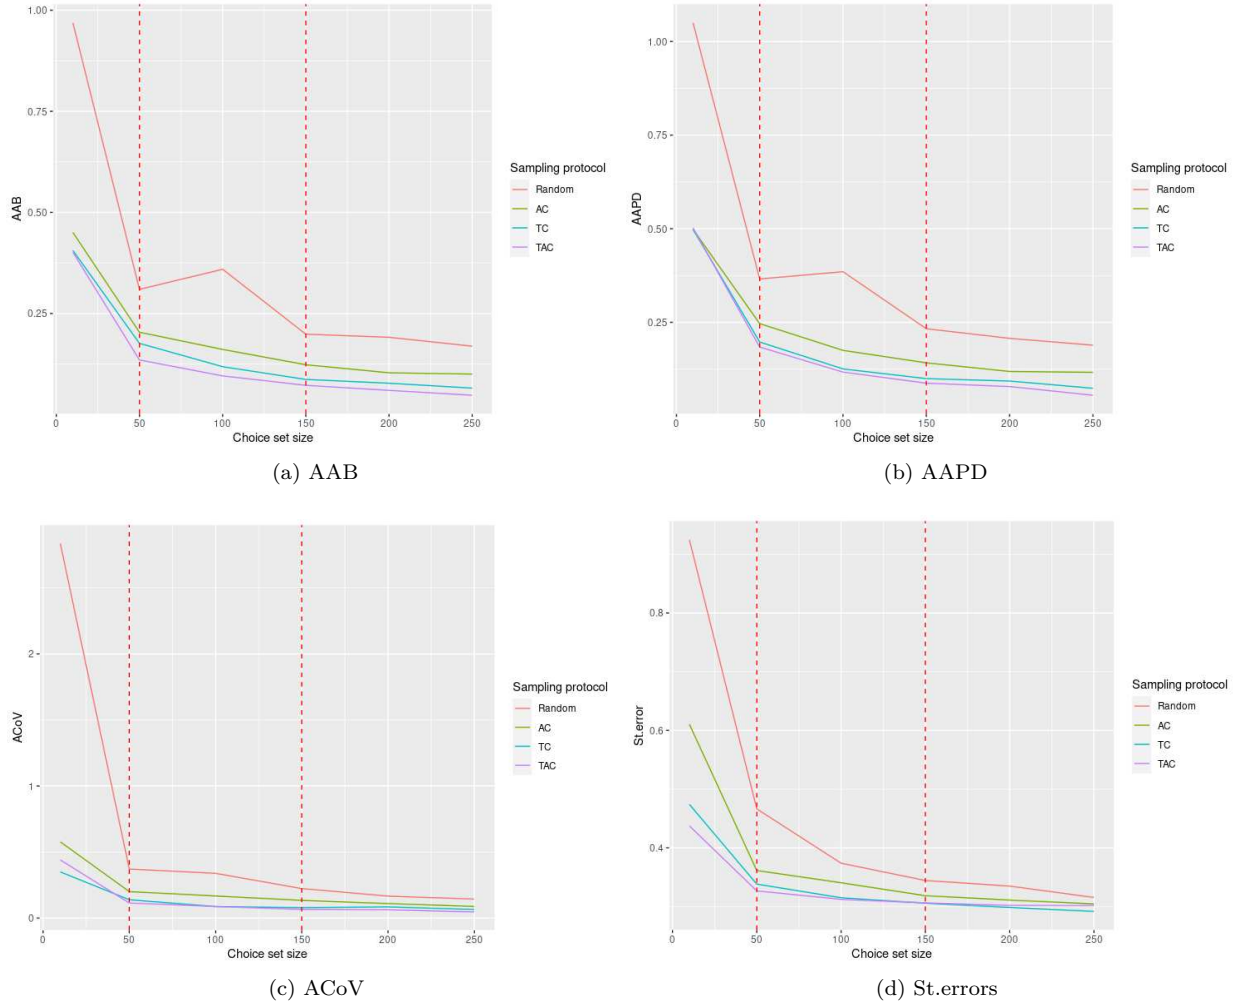 1.00
0.75
0.50
0.25
AAB
0 50 100 150 200 250
Choice set size
Sampling protocol
Random
AC
TC
TAC
(a) AAB
1.00
0.75
0.50
0.25
AAPD
0 50 100 150 200 250
Choice set size
Sampling protocol
Random
AC
TC
TAC
(b) AAPD
2
1
0
ACoV
0 50 100 150 200 250
Choice set size
Sampling protocol
Random
AC
TC
TAC
(c) ACoV
0.8
0.6
0.4
St.error
0 50 100 150 200 250
Choice set size
Sampling protocol
Random
AC
TC
TAC
(d) St.errors